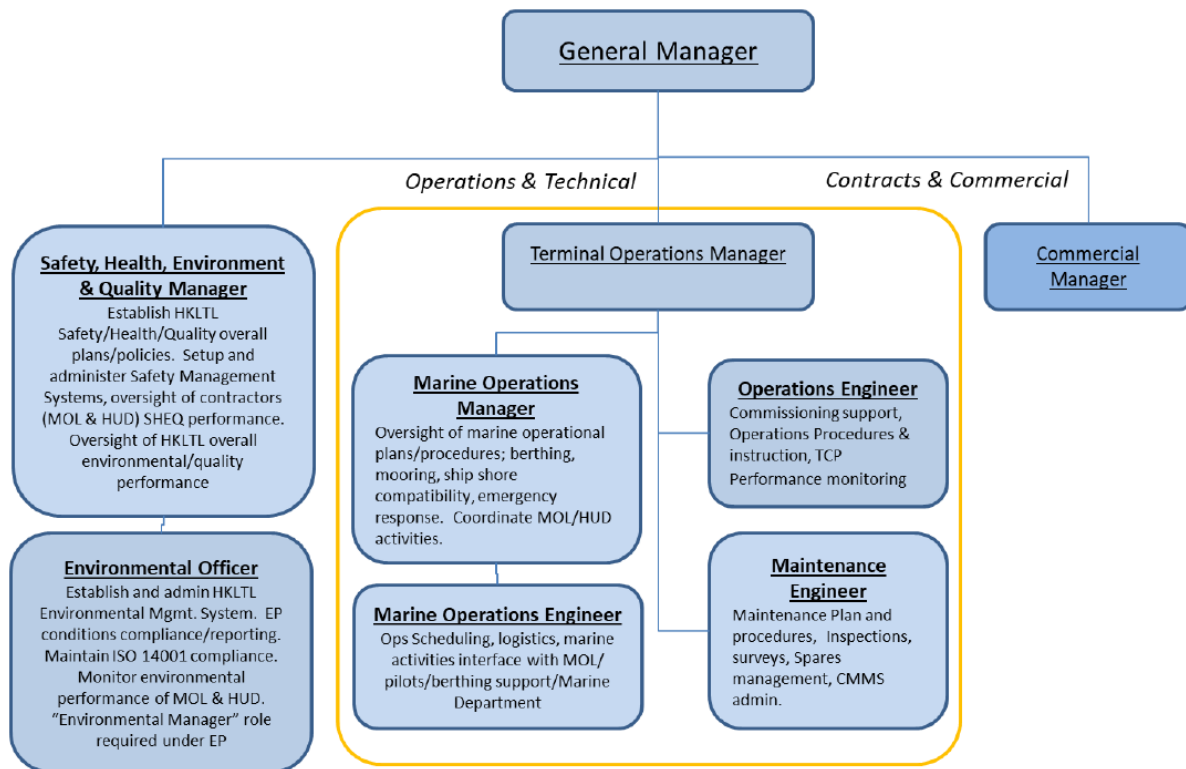 General Manager
Operations & Technical
Contracts & Commercial
Safety, Health, Environment
& Quality Manager
Establish HKLTL
Safety/Health/Quality overall
plans/policies. Setup and
administer Safety Management
Systems, oversight of contractors
(MOL & HUD) SHEQ performance.
Oversight of HKLTL overall
environmental/quality
performance
Environmental Officer
Establish and admin HKLTL
Environmental Mgmt. System. EP
conditions compliance/reporting.
Maintain ISO 14001 compliance.
Monitor environmental
performance of MOL & HUD.
"Environmental Manager" role
required under EP
Terminal Operations Manager
Marine Operations
Manager
Oversight of marine operational
plans/procedures; berthing,
mooring, ship shore
compatibility, emergency
response. Coordinate MOL/HUD
activities.
Marine Operations Engineer
Ops Scheduling, logistics, marine
activities interface with MOL/
pilots/berthing support/Marine
Department
Operations Engineer
Commissioning support,
Operations Procedures &
instruction, TCP
Performance monitoring
Maintenance
Engineer
Maintenance Plan and
procedures, Inspections,
surveys, Spares
management, CMMS
admin.
Commercial
Manager